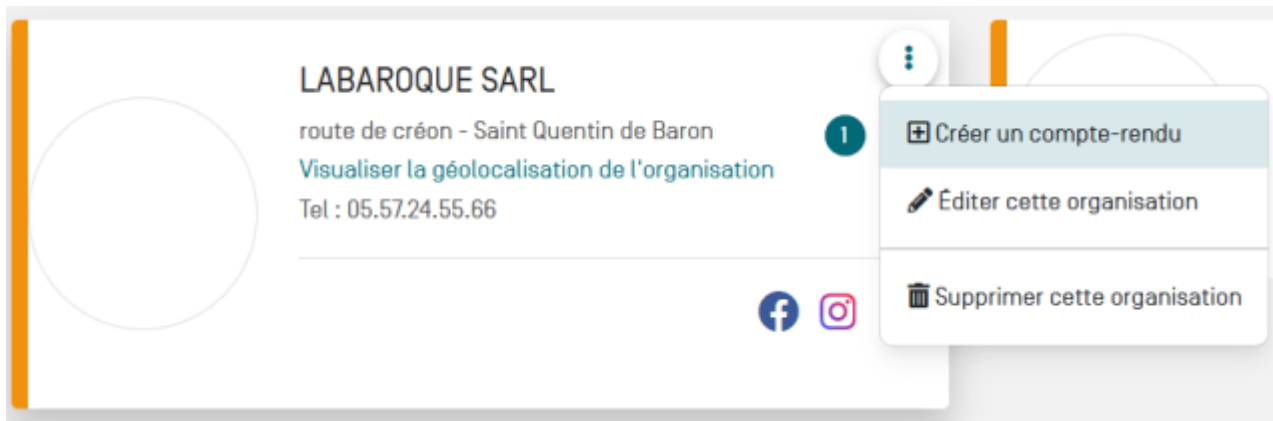 LABAROQUE SARL
route de créon - Saint Quentin de Baron
Visualiser la géolocalisation de l'organisation
Tel : 05.57.24.55.66
1
Créer un compte-rendu
Éditer cette organisation
Supprimer cette organisation